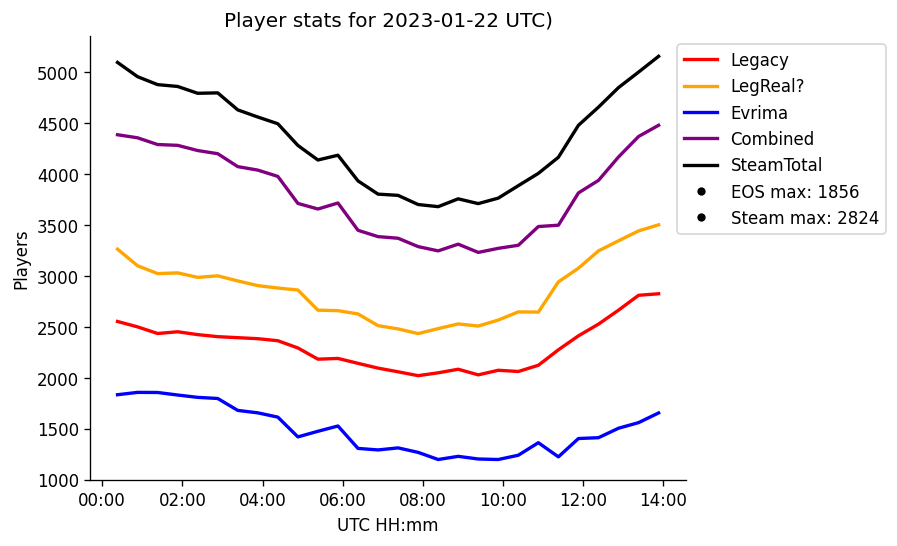 Player stats for 2023-01-22 UTC)
Players
5000
4500
4000
3500
3000
2500
2000
1500
1000
00:00 02:00 04:00 06:00 08:00 10:00 12:00 14:00
UTC HH:mm
Legacy
LegReal?
Evrima
Combined
SteamTotal
EOS max: 1856
Steam max: 2824